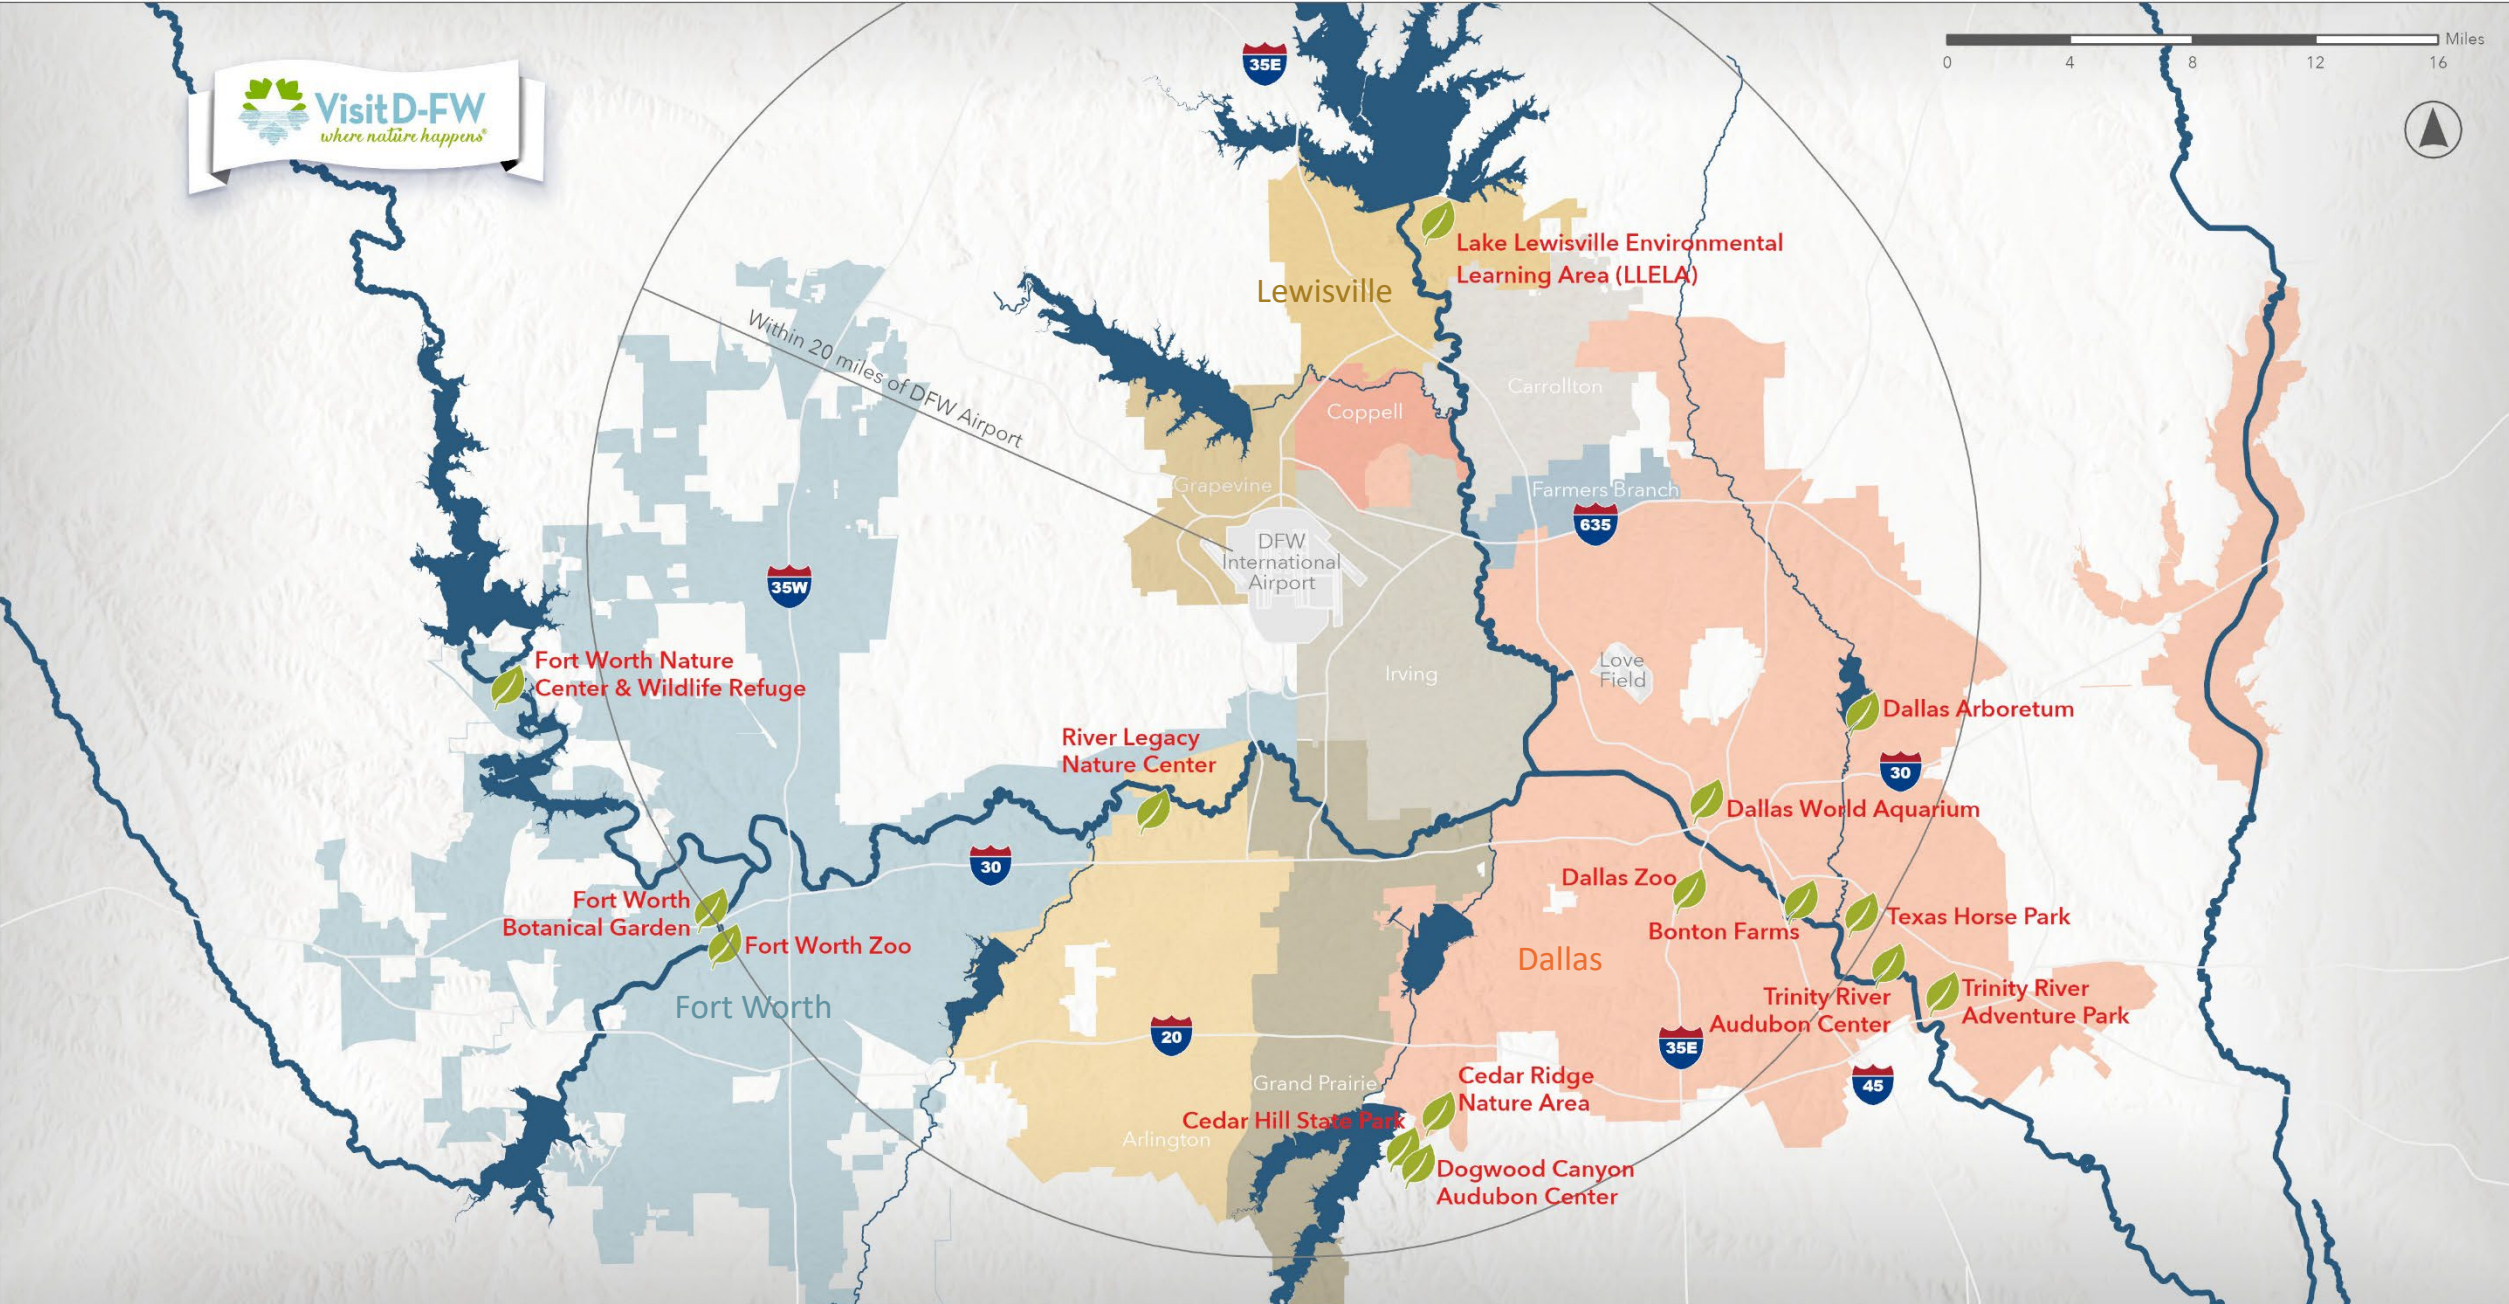 Visit D-FW
where nature happens®
35E
Miles
0 4 8 12 16
Lake Lewisville Environmental
Learning Area (LLELA)
Lewisville
Within 20 miles of DFW Airport
Carrollton
Coppell
Grapevine
Farmers Branch
635
DFW
International
Airport
35W
Love
Field
Irving
Fort Worth Nature
Center & Wildlife Refuge
Dallas Arboretum
River Legacy
Nature Center
30
Dallas World Aquarium
30
Dallas Zoo
Fort Worth
Botanical Garden
Texas Horse Park
Bonton Farms
Fort Worth Zoo
Dallas
Trinity River
Adventure Park
Trinity River
Audubon Center
Fort Worth
20
35E
45
Grand Prairie
Cedar Ridge
Nature Area
Cedar Hill State Park
Arlington
Dogwood Canyon
Audubon Center